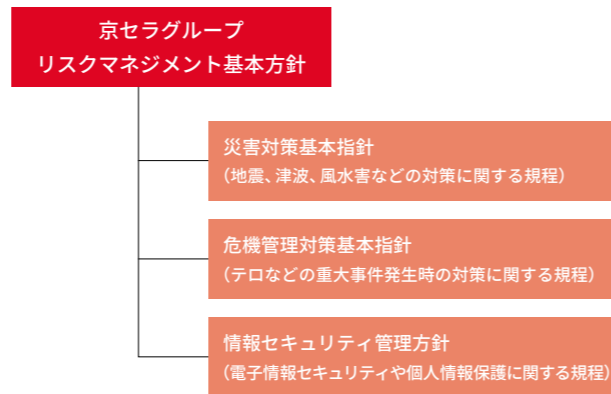 京セラグループ
リスクマネジメント基本方針
災害対策基本指針
（地震、津波、風水害などの対策に関する規程）
危機管理対策基本指針
（テロなどの重大事件発生時の対策に関する規程）
情報セキュリティ管理方針
（電子情報セキュリティや個人情報保護に関する規程）